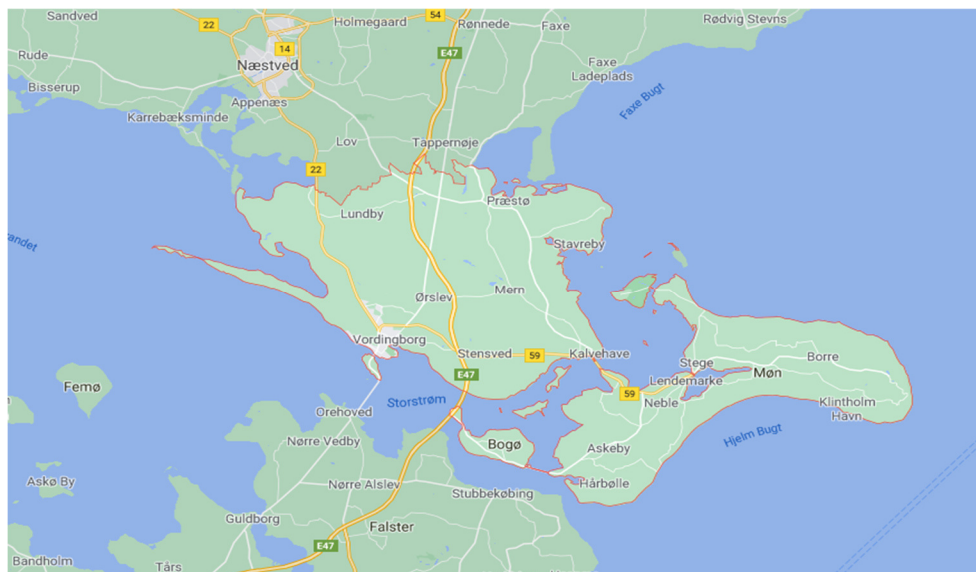 Sandved
22
Holmegaard
54
Rønnede
Faxe
Rødvig Stevns
Rude
14
E47
Næstved
Faxe
Ladeplads
Bisserup
Appenæs
Faxe Bugt
Karrebæksminde
Lov
Tappernøje
22
Præstø
Lundby
Stavreby
randet
Mern
Ørslev
Vordingborg
Stensved
59
Kalvehave
Stege
Borre
E47
Lendemarke
Møn
Femø
59
Neble
Klintholm
Havn
Storstrøm
Orehoved
Hjelm Bugt
Nørre Vedby
Bogø
Askeby
Askø By
Nørre Alslev
Hårbølle
Stubbekøbing
Guldborg
Falster
E47
Bandholm
Tårs